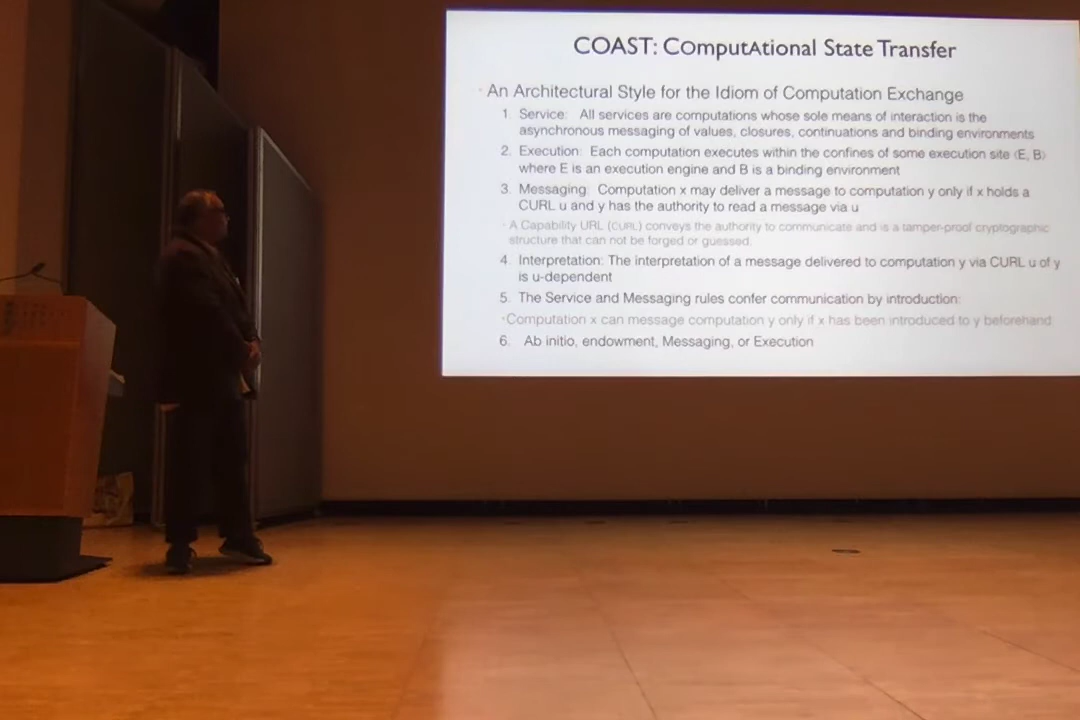 COAST: ComputAtional State Transfer
· An Architectural Style for the Idiom of Computation Exchange
1. Service: All services are computations whose sole means of interaction is the
asynchronous messaging of values, closures, continuations and binding environments
2. Execution: Each computation executes within the confines of some execution site (E, B)
where E is an execution engine and B is a binding environment
3. Messaging: Computation x may deliver a message to computation y only if x holds a
CURL u and y has the authority to read a message via u
· A Capability URL (CURL) conveys the authority to communicate and is a tamper-proof cryptographic
structure that can not be forged or guessed.
4. Interpretation: The interpretation of a message delivered to computation y via CURL u of y
is u-dependent
5. The Service and Messaging rules confer communication by introduction:
·Computation x can message computation y only if x has been introduced to y beforehand
6. Ab initio, endowment, Messaging, or Execution